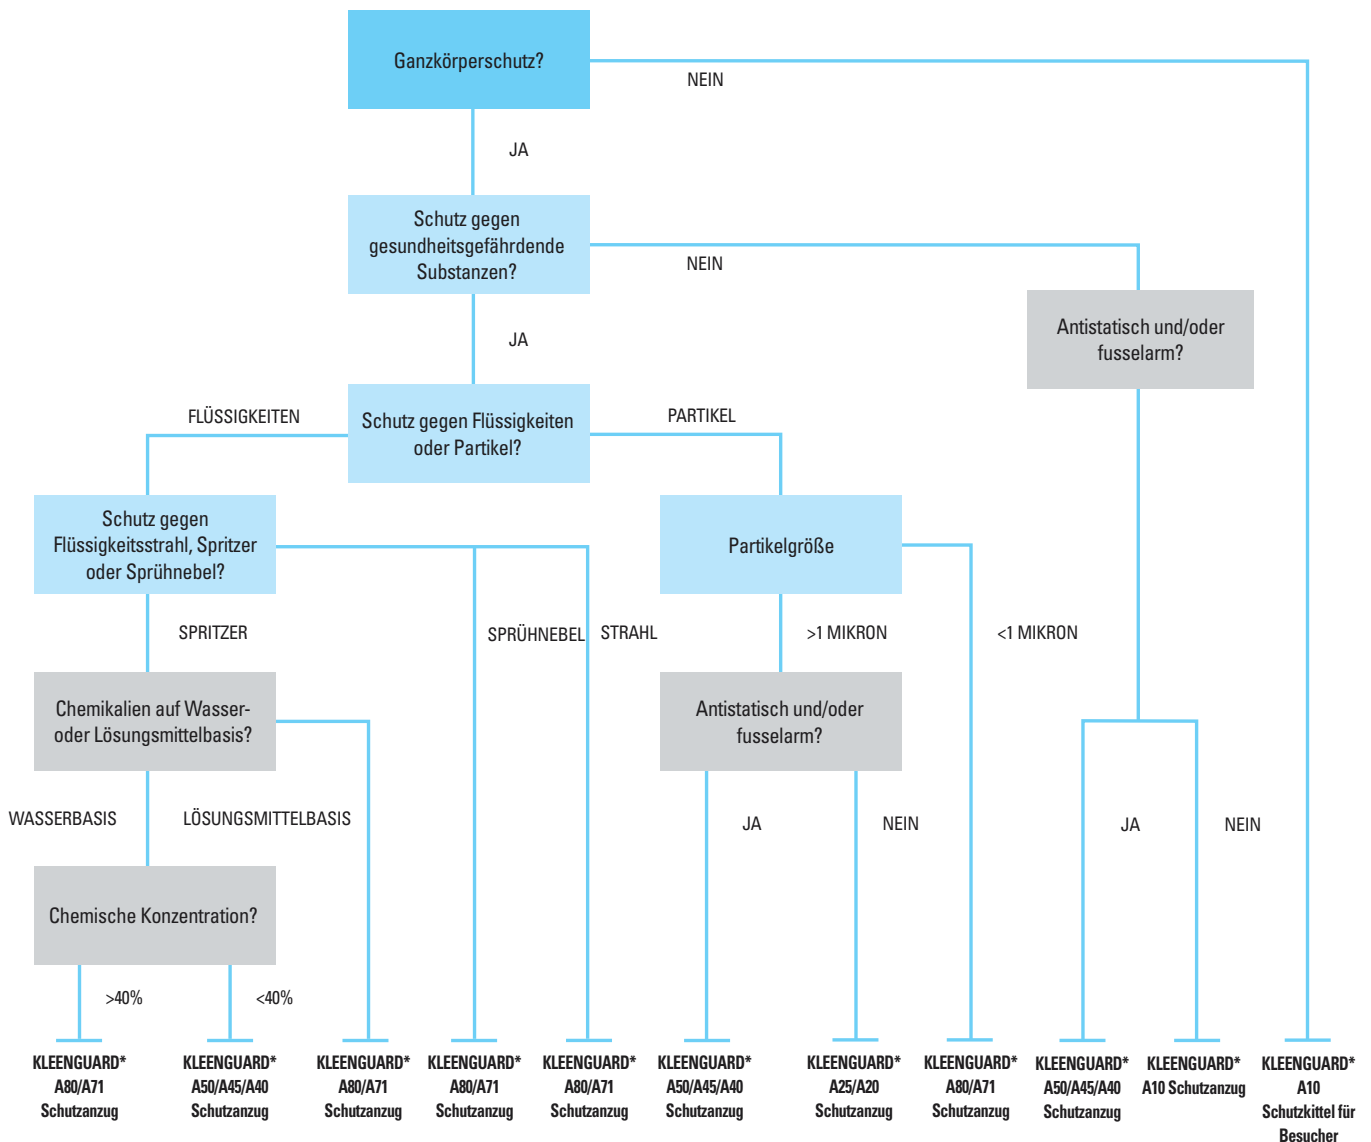 Ganzkörperschutz?
NEIN
JA
Schutz gegen
gesundheitsgefährdende
Substanzen?
NEIN
JA
Antistatisch und/oder
fusselarm?
FLÜSSIGKEITEN
Schutz gegen Flüssigkeiten
oder Partikel?
PARTIKEL
Schutz gegen
Flüssigkeitsstrahl, Spritzer
oder Sprühnebel?
Partikelgröße
SPRITZER
SPRÜHNEBEL
STRAHL
>1 MIKRON
<1 MIKRON
Chemikalien auf Wasser-
oder Lösungsmittelbasis?
Antistatisch und/oder
fusselarm?
WASSERBASIS
LÖSUNGSMITTELBASIS
JA
NEIN
JA
NEIN
Chemische Konzentration?
>40%
<40%
KLEENGUARD*
A80/A71
Schutzanzug
KLEENGUARD*
A50/A45/A40
Schutzanzug
KLEENGUARD*
A80/A71
Schutzanzug
KLEENGUARD*
A80/A71
Schutzanzug
KLEENGUARD*
A80/A71
Schutzanzug
KLEENGUARD*
A50/A45/A40
Schutzanzug
KLEENGUARD*
A25/A20
Schutzanzug
KLEENGUARD*
A80/A71
Schutzanzug
KLEENGUARD*
A50/A45/A40
Schutzanzug
KLEENGUARD*
A10 Schutzanzug
KLEENGUARD*
A10
Schutzkittel für
Besucher